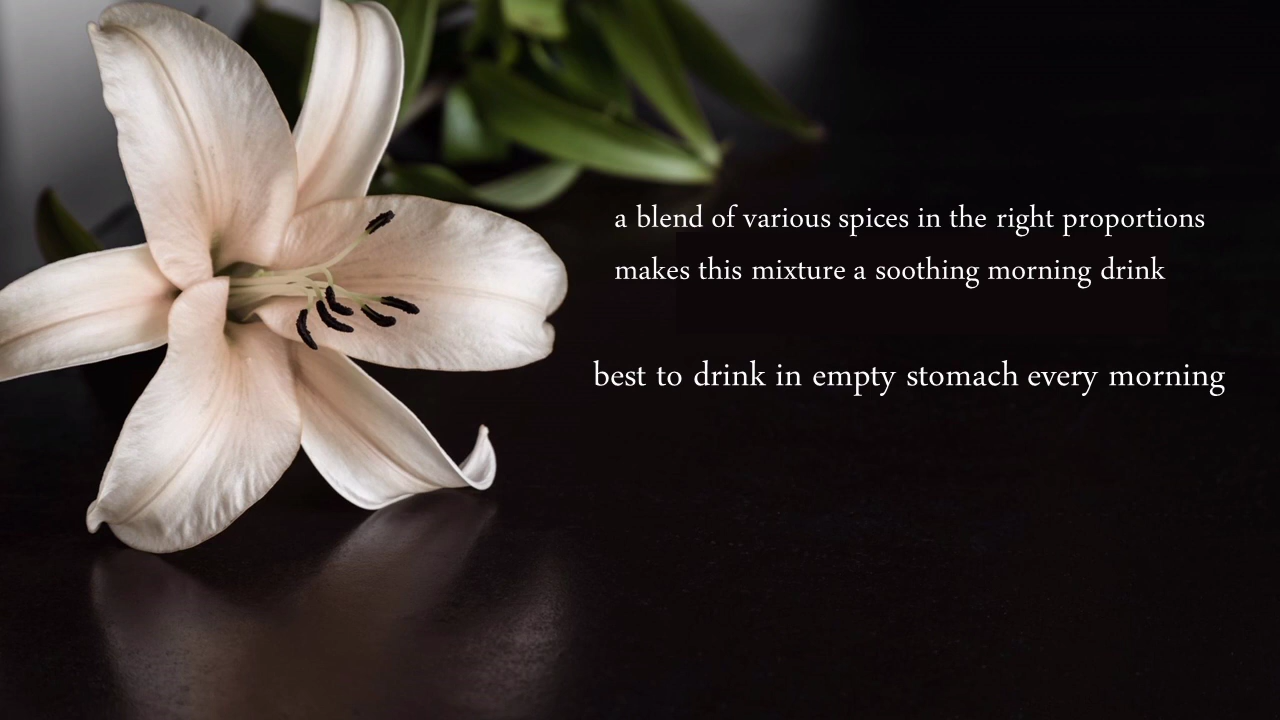 a blend of various spices in the right proportions
makes this mixture a soothing morning drink
best to drink in empty stomach every morning